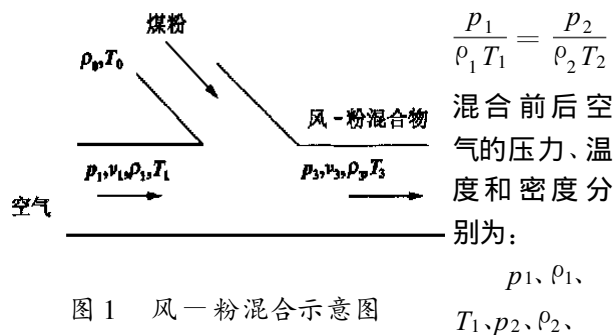 煤粉
ρ₀,T₀
风-粉混合物
p₁,v₁,ρ₁,T₁
p₃,v₃,ρ₃,T₃
空气
图 1 风—粉混合示意图
p₁/ρ₁T₁ = p₂/ρ₂T₂
混合前后空
气的压力、温
度和密度分
别为:
p₁、ρ₁、
T₁、p₂、ρ₂、